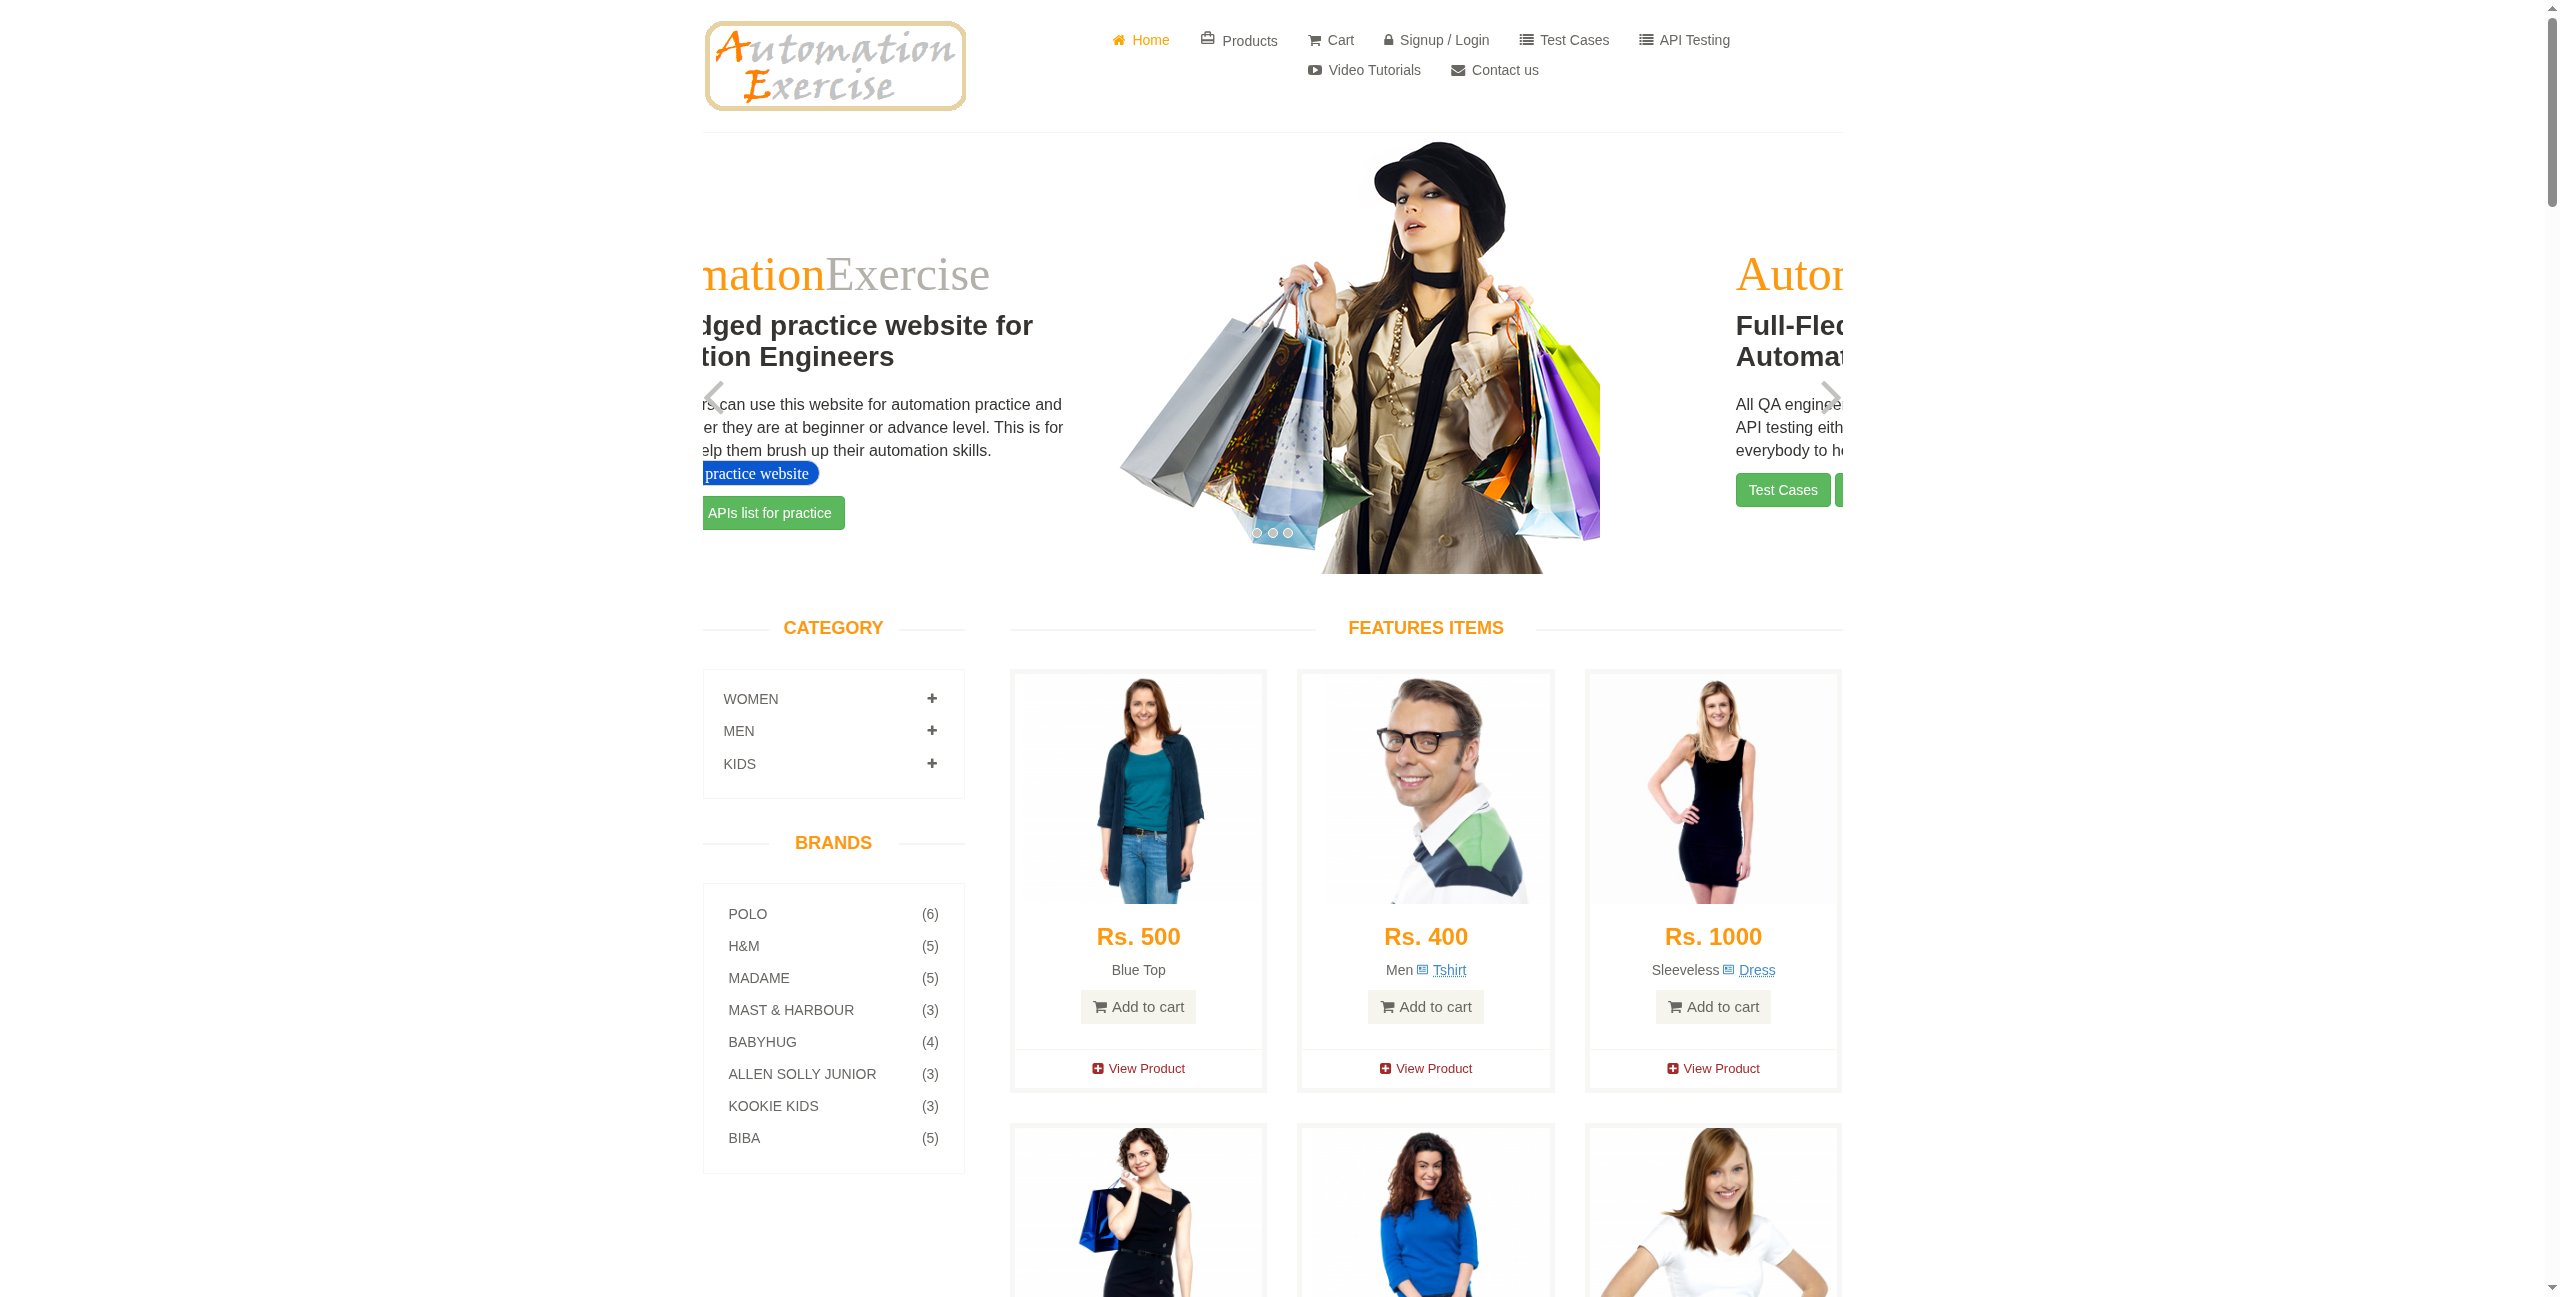 Automation
Exercise
Home Products Cart Signup / Login Test Cases API Testing
Video Tutorials Contact us
mationExercise
dged practice website for
tion Engineers
rs can use this website for automation practice and
er they are at beginner or advance level. This is for
elp them brush up their automation skills.
practice website
APIs list for practice
Autom
Full-Fled
Automat
All QA enginee
API testing eith
everybody to he
Test Cases
CATEGORY
WOMEN
MEN
KIDS
BRANDS
POLO (6)
H&M (5)
MADAME (5)
MAST & HARBOUR (3)
BABYHUG (4)
ALLEN SOLLY JUNIOR (3)
KOOKIE KIDS (3)
BIBA (5)
FEATURES ITEMS
Rs. 500
Blue Top
Add to cart
View Product
Rs. 400
Men Tshirt
Add to cart
View Product
Rs. 1000
Sleeveless Dress
Add to cart
View Product